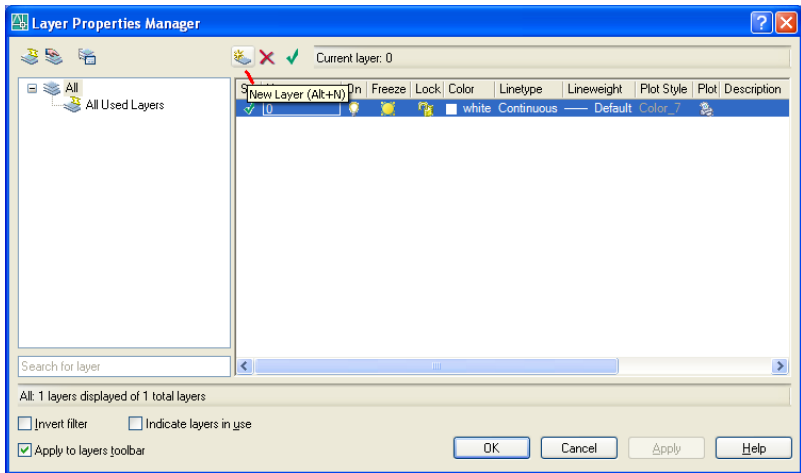 Layer Properties Manager
Current layer: 0
All
All Used Layers
New Layer (Alt+N)
S On Freeze Lock Color Linetype Lineweight Plot Style Plot Description
0 white Continuous Default Color_7
Search for layer
All: 1 layers displayed of 1 total layers
Invert filter Indicate layers in use
Apply to layers toolbar
OK Cancel Apply Help